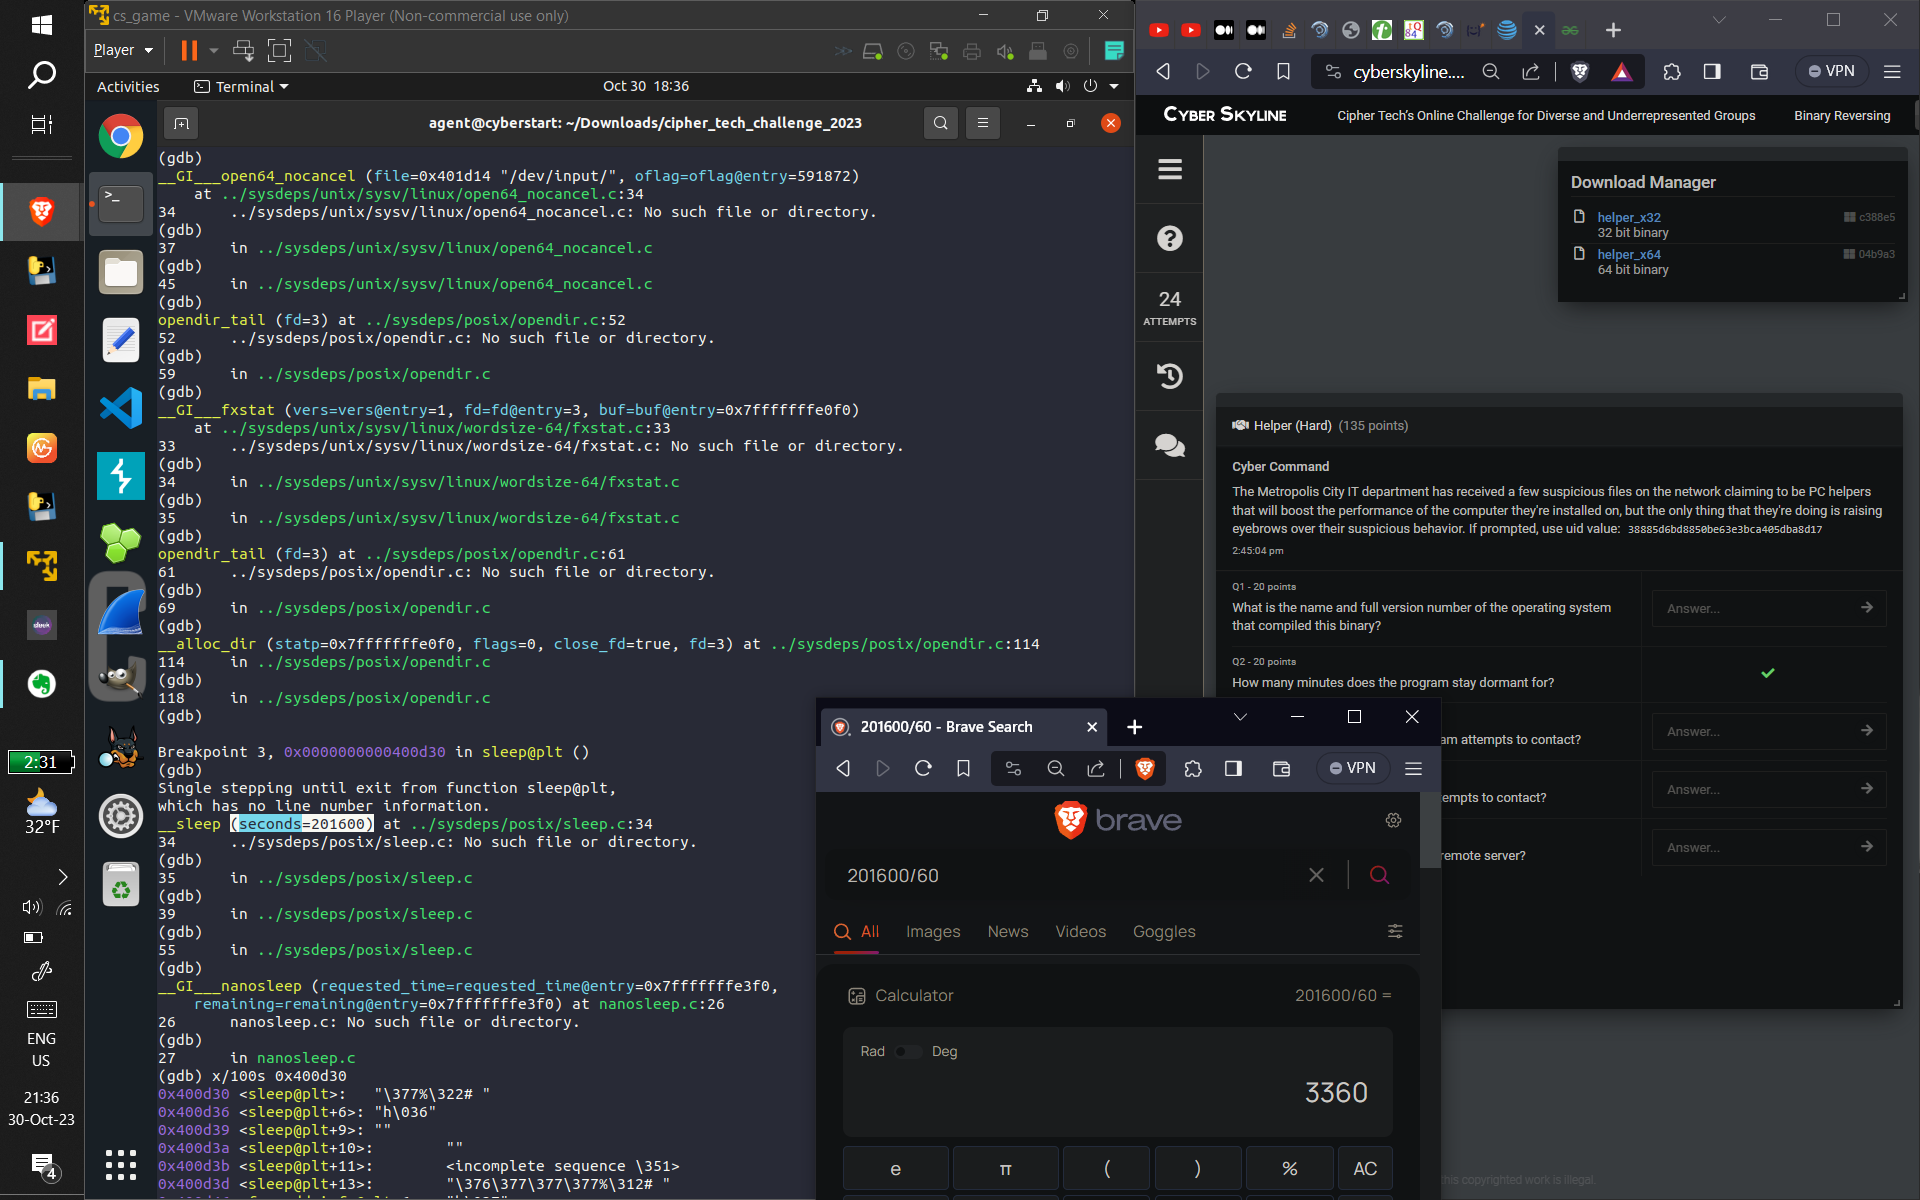 cs_game - VMware Workstation 16 Player (Non-commercial use only)
Player
Activities
Terminal
Oct 30 18:36
agent@cyberstart: ~/Downloads/cipher_tech_challenge_2023
(gdb)
__GI___open64_nocancel (file=0x401d14 "/dev/input/", oflag=oflag@entry=591872)
at ../sysdeps/unix/sysv/linux/open64_nocancel.c:34
34 ../sysdeps/unix/sysv/linux/open64_nocancel.c: No such file or directory.
(gdb)
37 in ../sysdeps/unix/sysv/linux/open64_nocancel.c
(gdb)
45 in ../sysdeps/unix/sysv/linux/open64_nocancel.c
(gdb)
opendir_tail (fd=3) at ../sysdeps/posix/opendir.c:52
52 ../sysdeps/posix/opendir.c: No such file or directory.
(gdb)
59 in ../sysdeps/posix/opendir.c
(gdb)
__GI___fxstat (vers=vers@entry=1, fd=fd@entry=3, buf=buf@entry=0x7fffffffe0f0)
at ../sysdeps/unix/sysv/linux/wordsize-64/fxstat.c:33
33 ../sysdeps/unix/sysv/linux/wordsize-64/fxstat.c: No such file or directory.
(gdb)
34 in ../sysdeps/unix/sysv/linux/wordsize-64/fxstat.c
(gdb)
35 in ../sysdeps/unix/sysv/linux/wordsize-64/fxstat.c
(gdb)
opendir_tail (fd=3) at ../sysdeps/posix/opendir.c:61
61 ../sysdeps/posix/opendir.c: No such file or directory.
(gdb)
69 in ../sysdeps/posix/opendir.c
(gdb)
__alloc_dir (statp=0x7fffffffe0f0, flags=0, close_fd=true, fd=3) at ../sysdeps/posix/opendir.c:114
114 in ../sysdeps/posix/opendir.c
(gdb)
118 in ../sysdeps/posix/opendir.c
(gdb)
Breakpoint 3, 0x0000000000400d30 in sleep@plt ()
(gdb)
Single stepping until exit from function sleep@plt,
which has no line number information.
__sleep (seconds=201600) at ../sysdeps/posix/sleep.c:34
34 ../sysdeps/posix/sleep.c: No such file or directory.
(gdb)
35 in ../sysdeps/posix/sleep.c
(gdb)
39 in ../sysdeps/posix/sleep.c
(gdb)
55 in ../sysdeps/posix/sleep.c
(gdb)
__GI___nanosleep (requested_time=requested_time@entry=0x7fffffffe3f0,
remaining=remaining@entry=0x7fffffffe3f0) at nanosleep.c:26
26 nanosleep.c: No such file or directory.
(gdb)
27 in nanosleep.c
(gdb) x/100s 0x400d30
0x400d30 <sleep@plt>: "\377%\322# "
0x400d36 <sleep@plt+6>: "h\036"
0x400d39 <sleep@plt+9>: ""
0x400d3a <sleep@plt+10>: ""
0x400d3b <sleep@plt+11>: <incomplete sequence \351>
0x400d3d <sleep@plt+13>: "\376\377\377\377%\312# "
2:31
32°F
ENG
US
21:36
30-Oct-23
4
cyberskyline....
VPN
CYBER SKYLINE
Cipher Tech's Online Challenge for Diverse and Underrepresented Groups
Binary Reversing
24
ATTEMPTS
Download Manager
helper_x32
c388e5
32 bit binary
helper_x64
04b9a3
64 bit binary
Helper (Hard) (135 points)
Cyber Command
The Metropolis City IT department has received a few suspicious files on the network claiming to be PC helpers
that will boost the performance of the computer they're installed on, but the only thing that they're doing is raising
eyebrows over their suspicious behavior. If prompted, use uid value: 38885d6bd8850be63e3bca405dba8d17
2:45:04 pm
Q1 - 20 points
What is the name and full version number of the operating system
that compiled this binary?
Answer...
Q2 - 20 points
How many minutes does the program stay dormant for?
am attempts to contact?
Answer...
empts to contact?
Answer...
remote server?
Answer...
this copyrighted work is illegal.
201600/60 - Brave Search
VPN
brave
201600/60
All
Images
News
Videos
Goggles
Calculator
201600/60 =
Rad
Deg
3360
e
π
(
)
%
AC